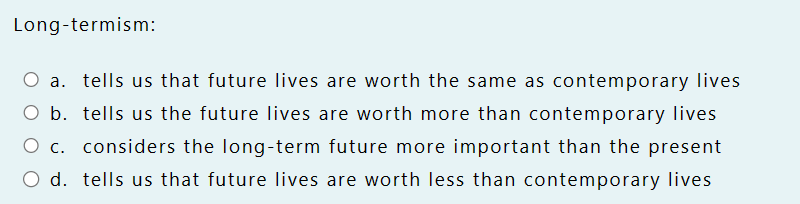 Long-termism:
a. tells us that future lives are worth the same as contemporary lives
b. tells us the future lives are worth more than contemporary lives
c. considers the long-term future more important than the present
d. tells us that future lives are worth less than contemporary lives